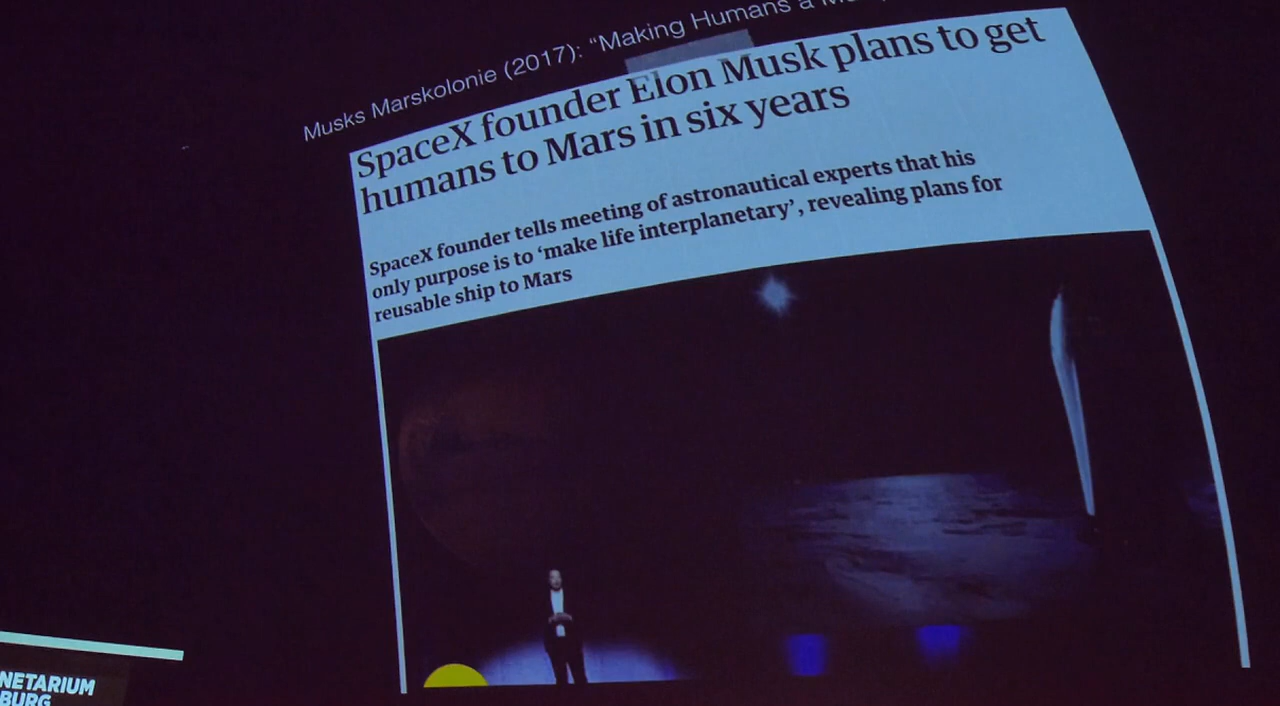 Musks Marskolonie (2017): “Making Humans a
SpaceX founder Elon Musk plans to get
humans to Mars in six years
SpaceX founder tells meeting of astronautical experts that his
only purpose is to ‘make life interplanetary’, revealing plans for
reusable ship to Mars
NETARIUM
BURG